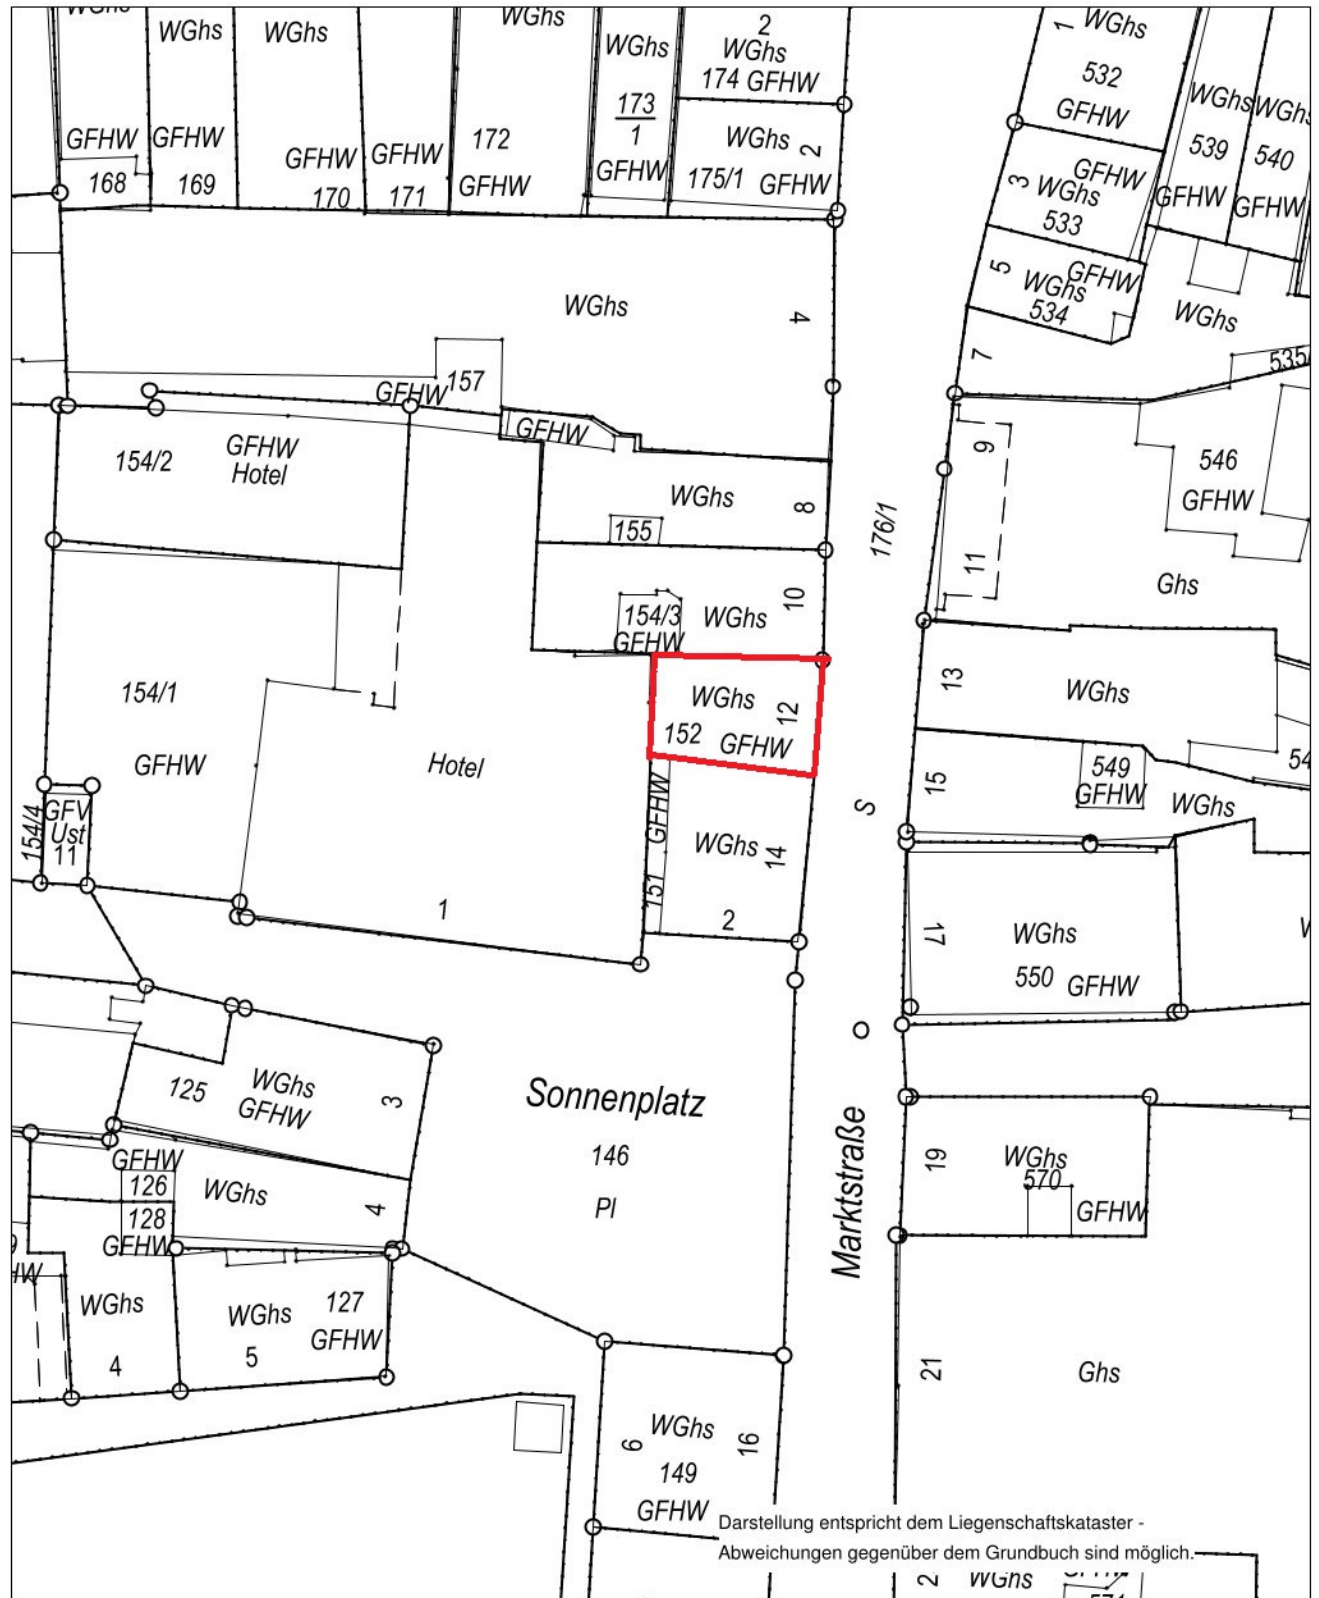 WGhs
WGhs
WGhs
WGhs
WGhs
2
WGhs
174 GFHW
1
WGhs
532
GFHW
WGhs
539
GFHW
WGhs
540
GFHW
GFHW
168
GFHW
169
GFHW
170
GFHW
171
172
GFHW
173
1
GFHW
WGhs
2
175/1 GFHW
GFHW
3
WGhs
533
5
GFHW
WGhs
534
WGhs
7
535/
WGhs
4
GFHW
157
GFHW
GFHW
154/2
Hotel
WGhs
8
155
176/1
9
11
546
GFHW
Ghs
10
154/3
WGhs
GFHW
154/1
GFHW
Hotel
WGhs
12
152 GFHW
13
WGhs
15
549
GFHW
WGhs
54
154/4
GFV
Ust
11
151 GFHW
WGhs
14
2
1
S
17
WGhs
550 GFHW
O
125
WGhs
GFHW
3
Sonnenplatz
146
Pl
Marktstraße
19
WGhs
570
GFHW
GFHW
126
128
GFHW
WGhs
4
WGhs
4
WGhs
5
127
GFHW
21
Ghs
6
WGhs
16
149
GFHW
Darstellung entspricht dem Liegenschaftskataster -
Abweichungen gegenüber dem Grundbuch sind möglich.
2
WGhs